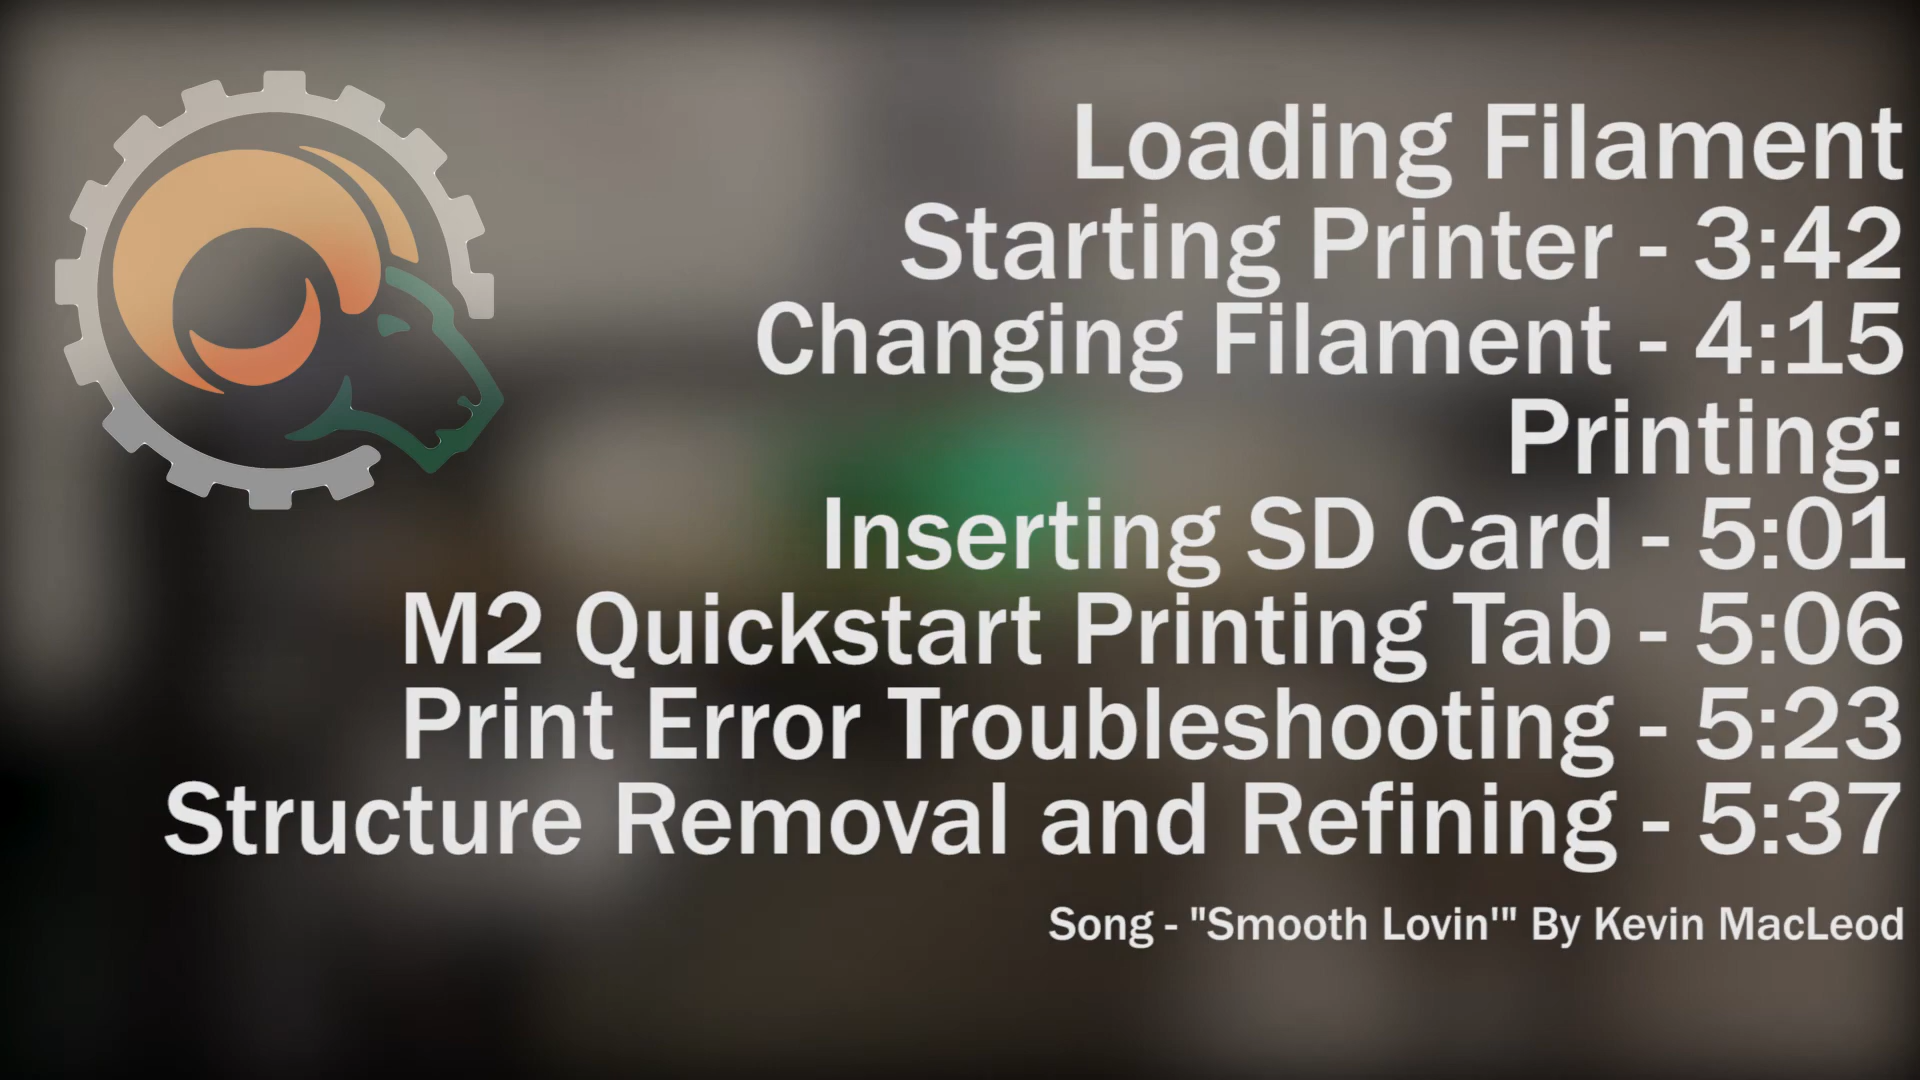 Loading Filament
Starting Printer - 3:42
Changing Filament - 4:15
Printing:
Inserting SD Card - 5:01
M2 Quickstart Printing Tab - 5:06
Print Error Troubleshooting - 5:23
Structure Removal and Refining - 5:37
Song - "Smooth Lovin'" By Kevin MacLeod